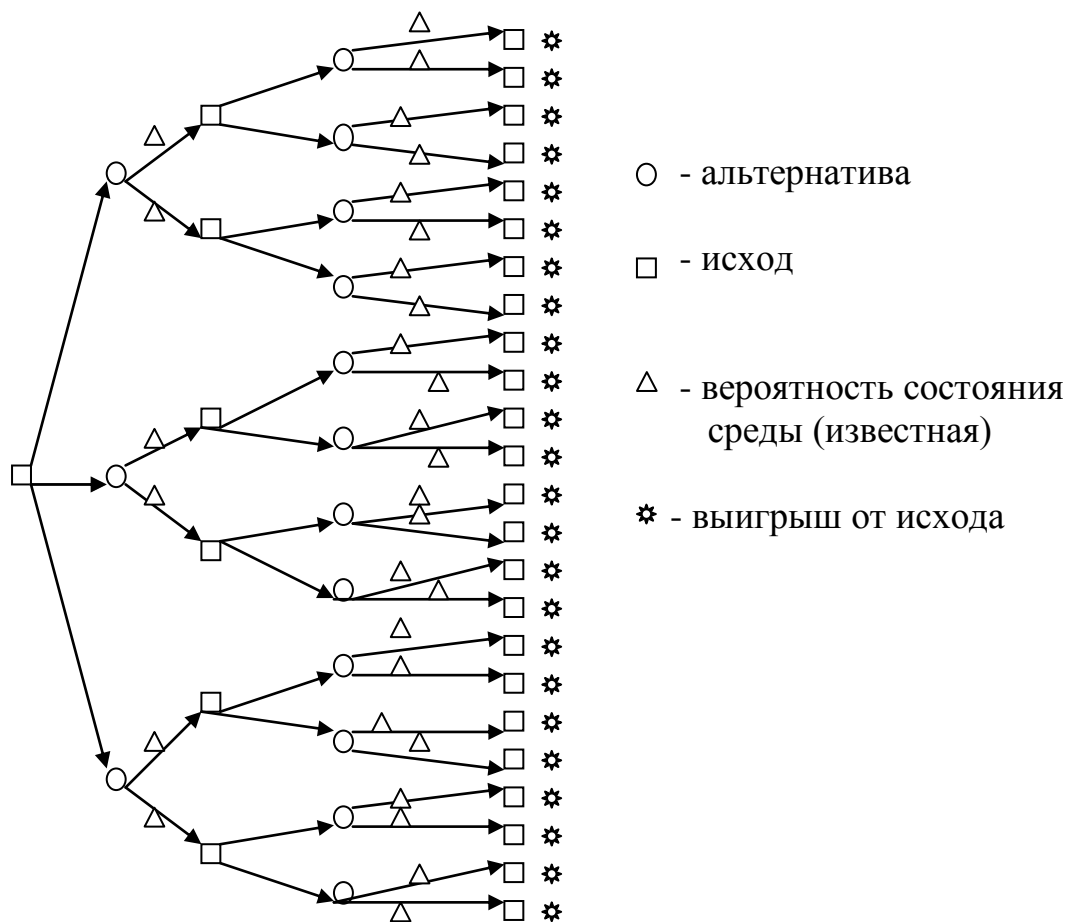 - альтернатива
- исход
- вероятность состояния
среды (известная)
- выигрыш от исхода